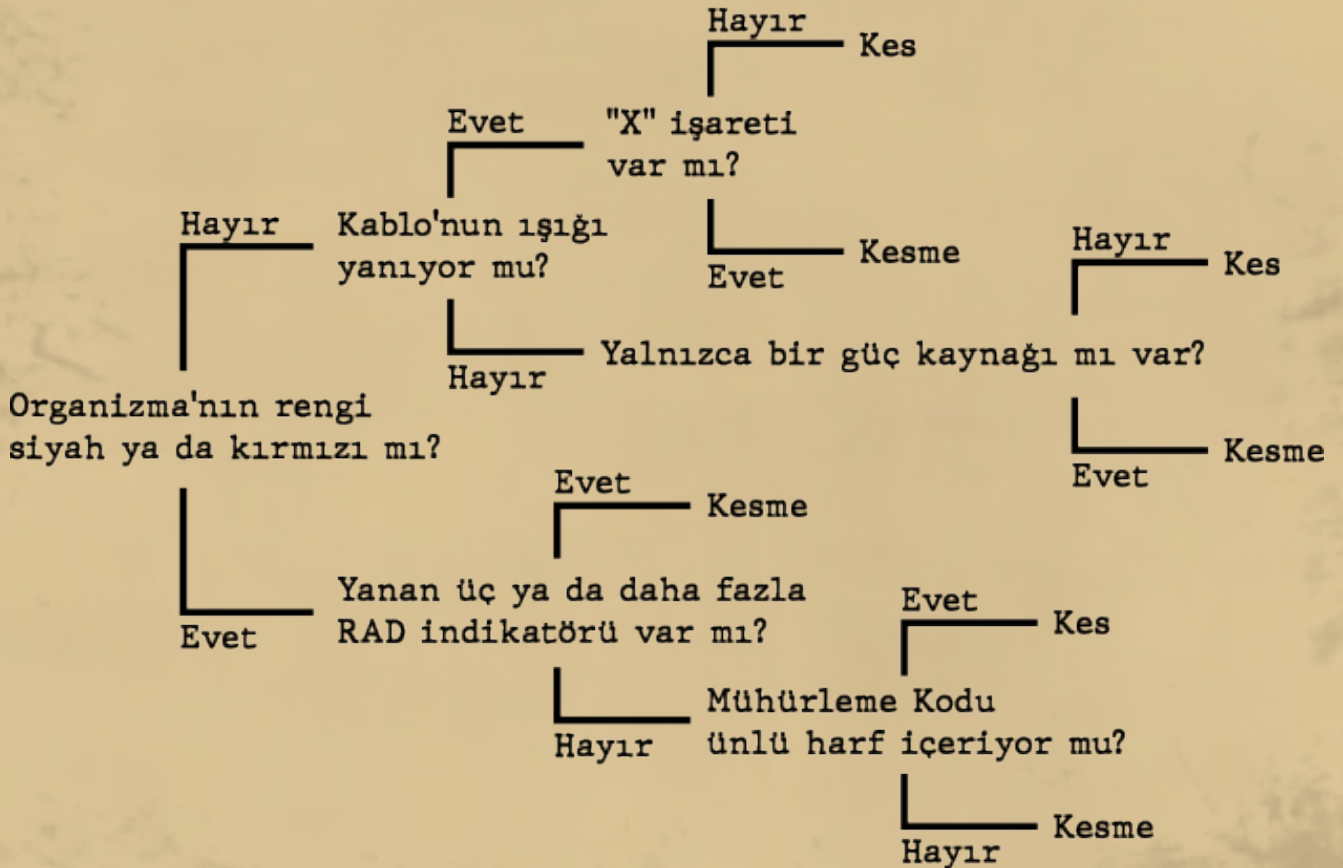 Hayır
Kes
Evet
"X" işareti
var mı?
Hayır
Kablo'nun ışığı
yanıyor mu?
Evet
Kesme
Hayır
Kes
Hayır
Yalnızca bir güç kaynağı mı var?
Evet
Kesme
Organizma'nın rengi
siyah ya da kırmızı mı?
Evet
Kesme
Evet
Yanan üç ya da daha fazla
RAD indikatörü var mı?
Evet
Kes
Hayır
Mühürleme Kodu
ünlü harf içeriyor mu?
Hayır
Kesme